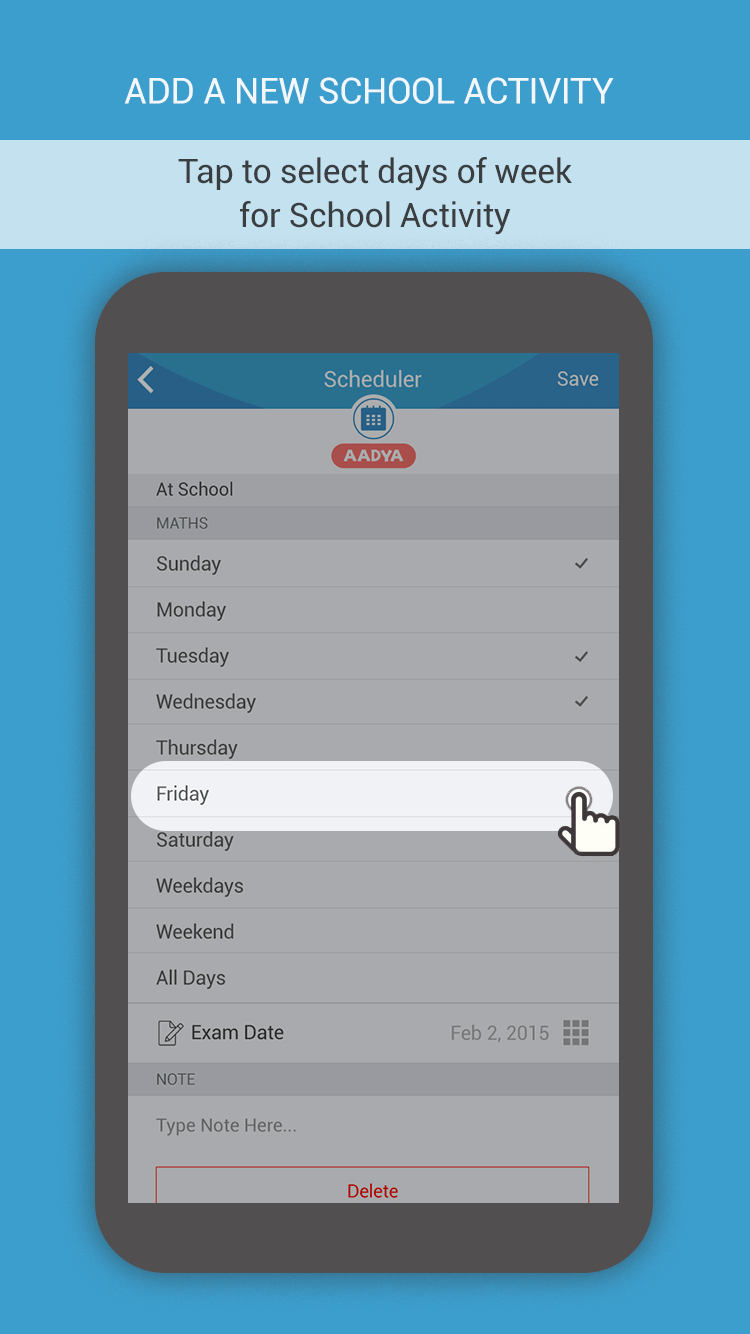 ADD A NEW SCHOOL ACTIVITY
Tap to select days of week
for School Activity
Scheduler
Save
AADYA
At School
MATHS
Sunday
Monday
Tuesday
Wednesday
Thursday
Friday
Saturday
Weekdays
Weekend
All Days
Exam Date
Feb 2, 2015
NOTE
Type Note Here...
Delete